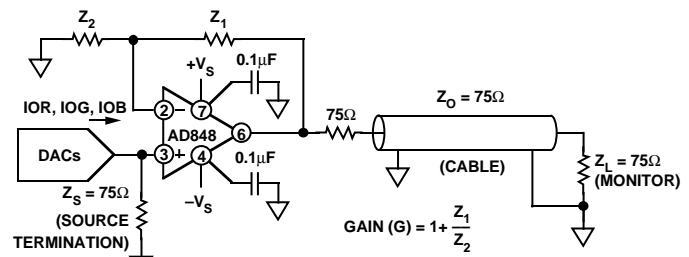 Z2
Z1
0.1μF
+VS
IOR, IOG, IOB
2
–
7
AD848
6
3
+
4
DACs
75Ω
ZO = 75Ω
(CABLE)
ZL = 75Ω
(MONITOR)
0.1μF
–VS
ZS = 75Ω
(SOURCE
TERMINATION)
GAIN (G) = 1+ Z1
Z2